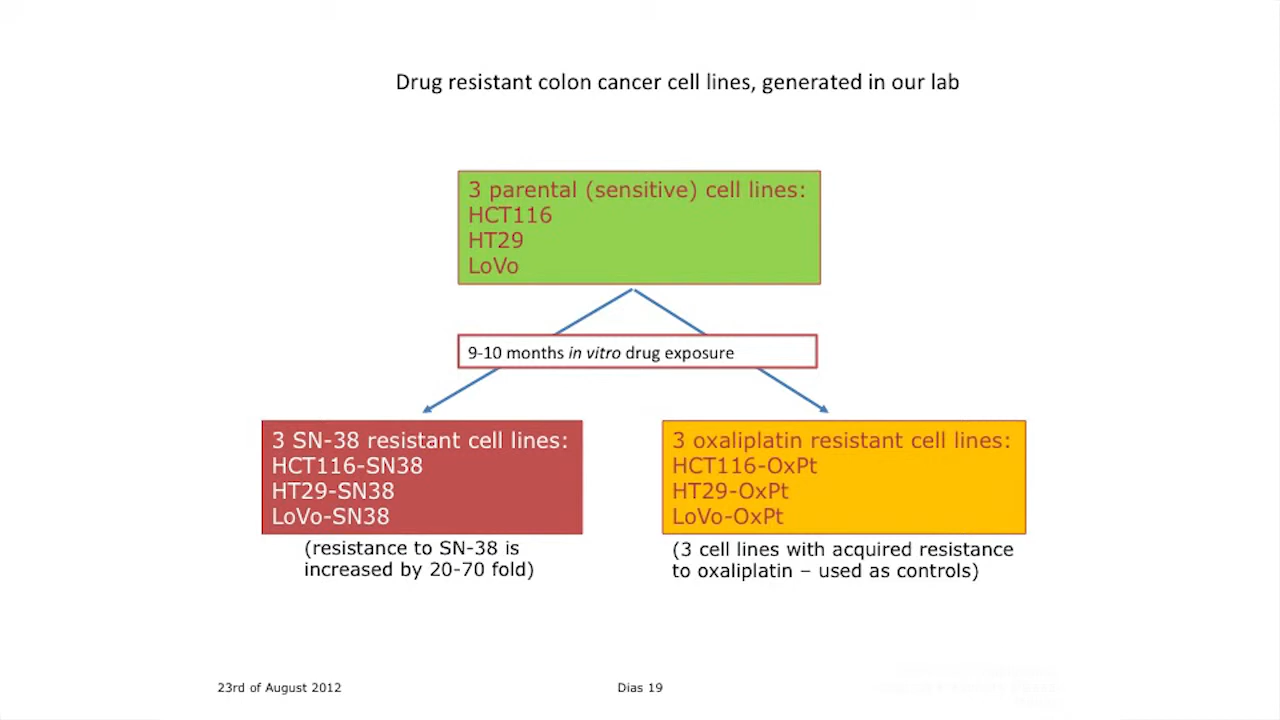 Drug resistant colon cancer cell lines, generated in our lab
3 parental (sensitive) cell lines:
HCT116
HT29
LoVo
9-10 months in vitro drug exposure
3 SN-38 resistant cell lines:
HCT116-SN38
HT29-SN38
LoVo-SN38
(resistance to SN-38 is
increased by 20-70 fold)
3 oxaliplatin resistant cell lines:
HCT116-OxPt
HT29-OxPt
LoVo-OxPt
(3 cell lines with acquired resistance
to oxaliplatin – used as controls)
23rd of August 2012
Dias 19